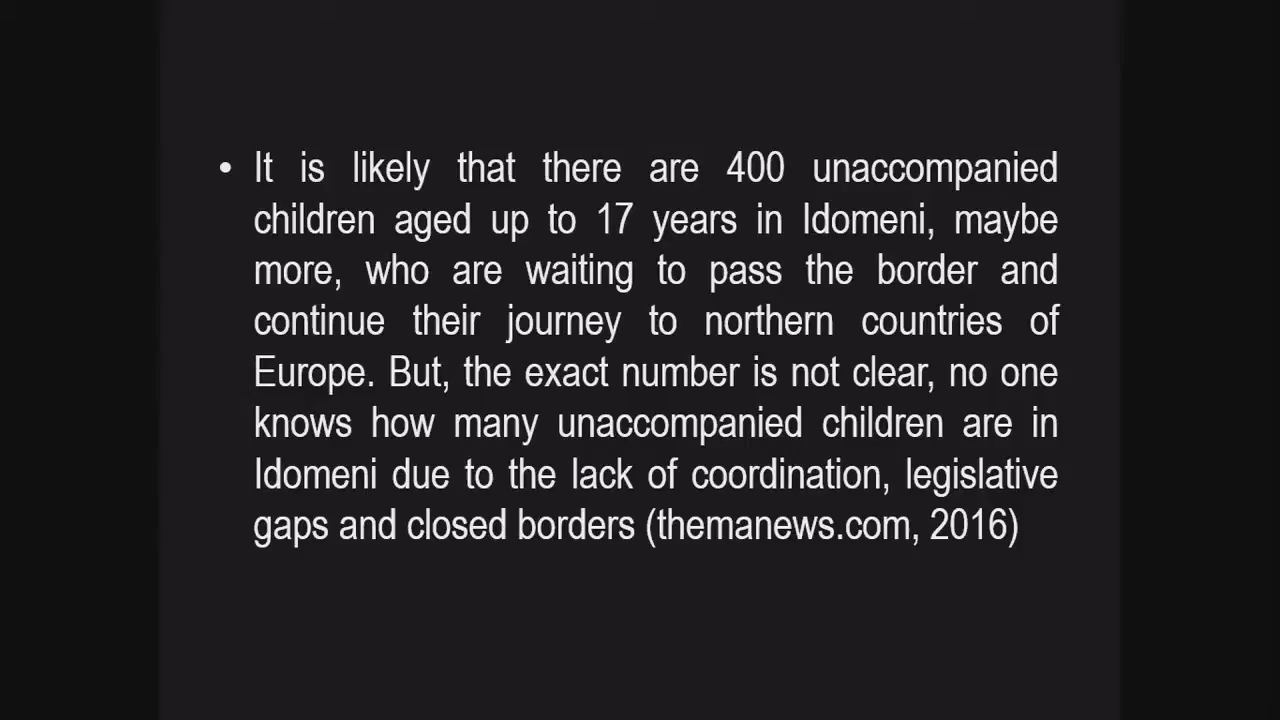 • It is likely that there are 400 unaccompanied
children aged up to 17 years in Idomeni, maybe
more, who are waiting to pass the border and
continue their journey to northern countries of
Europe. But, the exact number is not clear, no one
knows how many unaccompanied children are in
Idomeni due to the lack of coordination, legislative
gaps and closed borders (themanews.com, 2016)